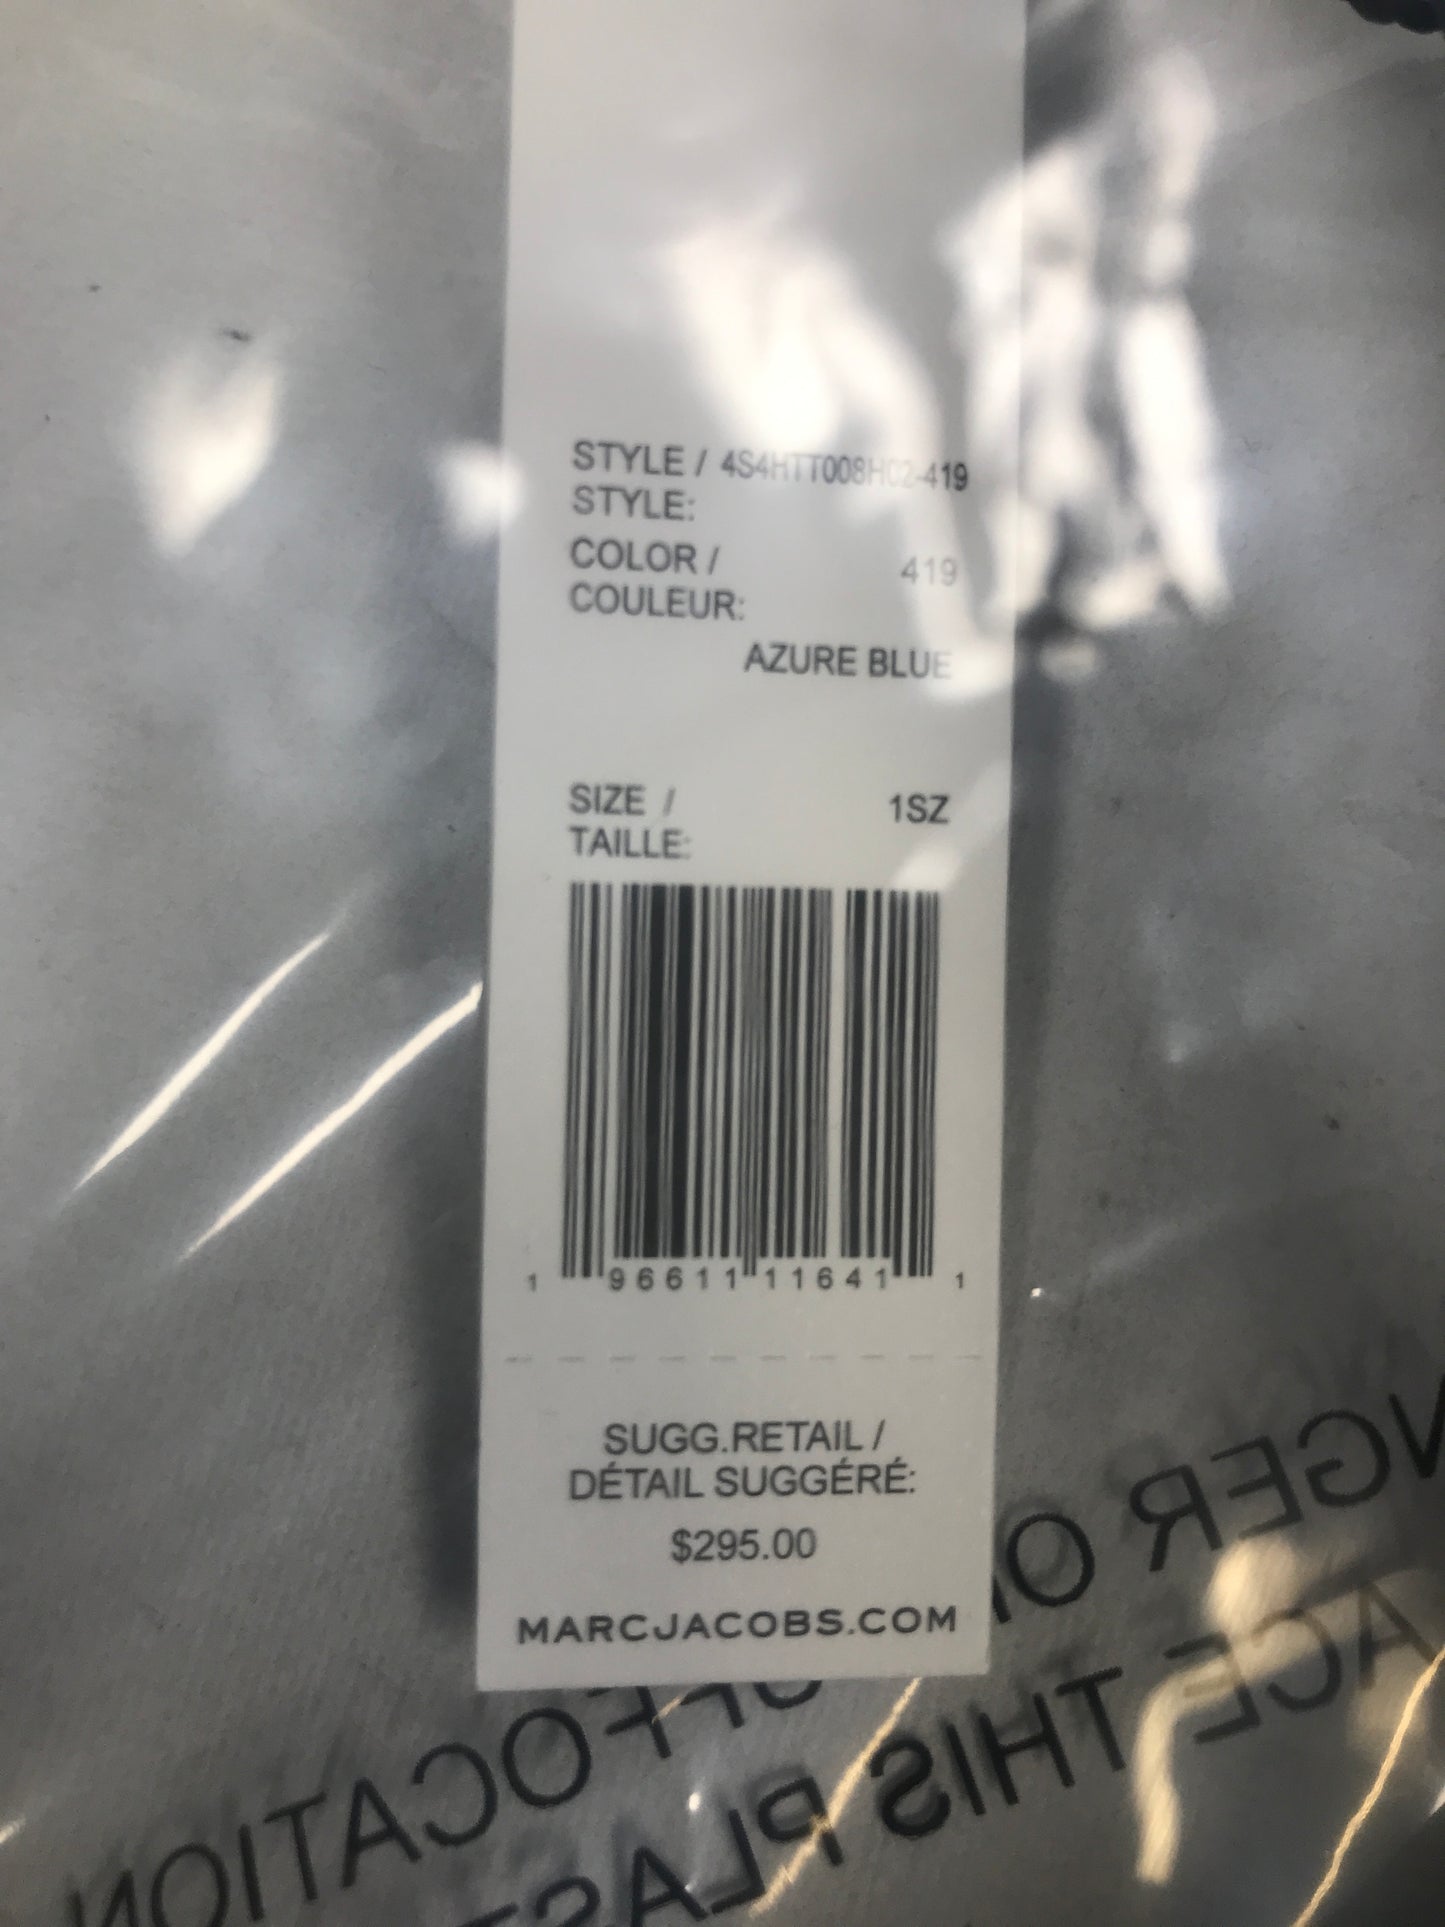 STYLE / 4S4HTT008H02-419
STYLE:
COLOR / 419
COULEUR:
AZURE BLUE
SIZE / 1SZ
TAILLE:
1 96611 11641 1
SUGG.RETAIL /
DÉTAIL SUGGÉRÉ:
$295.00
MARCJACOBS.COM
THIS